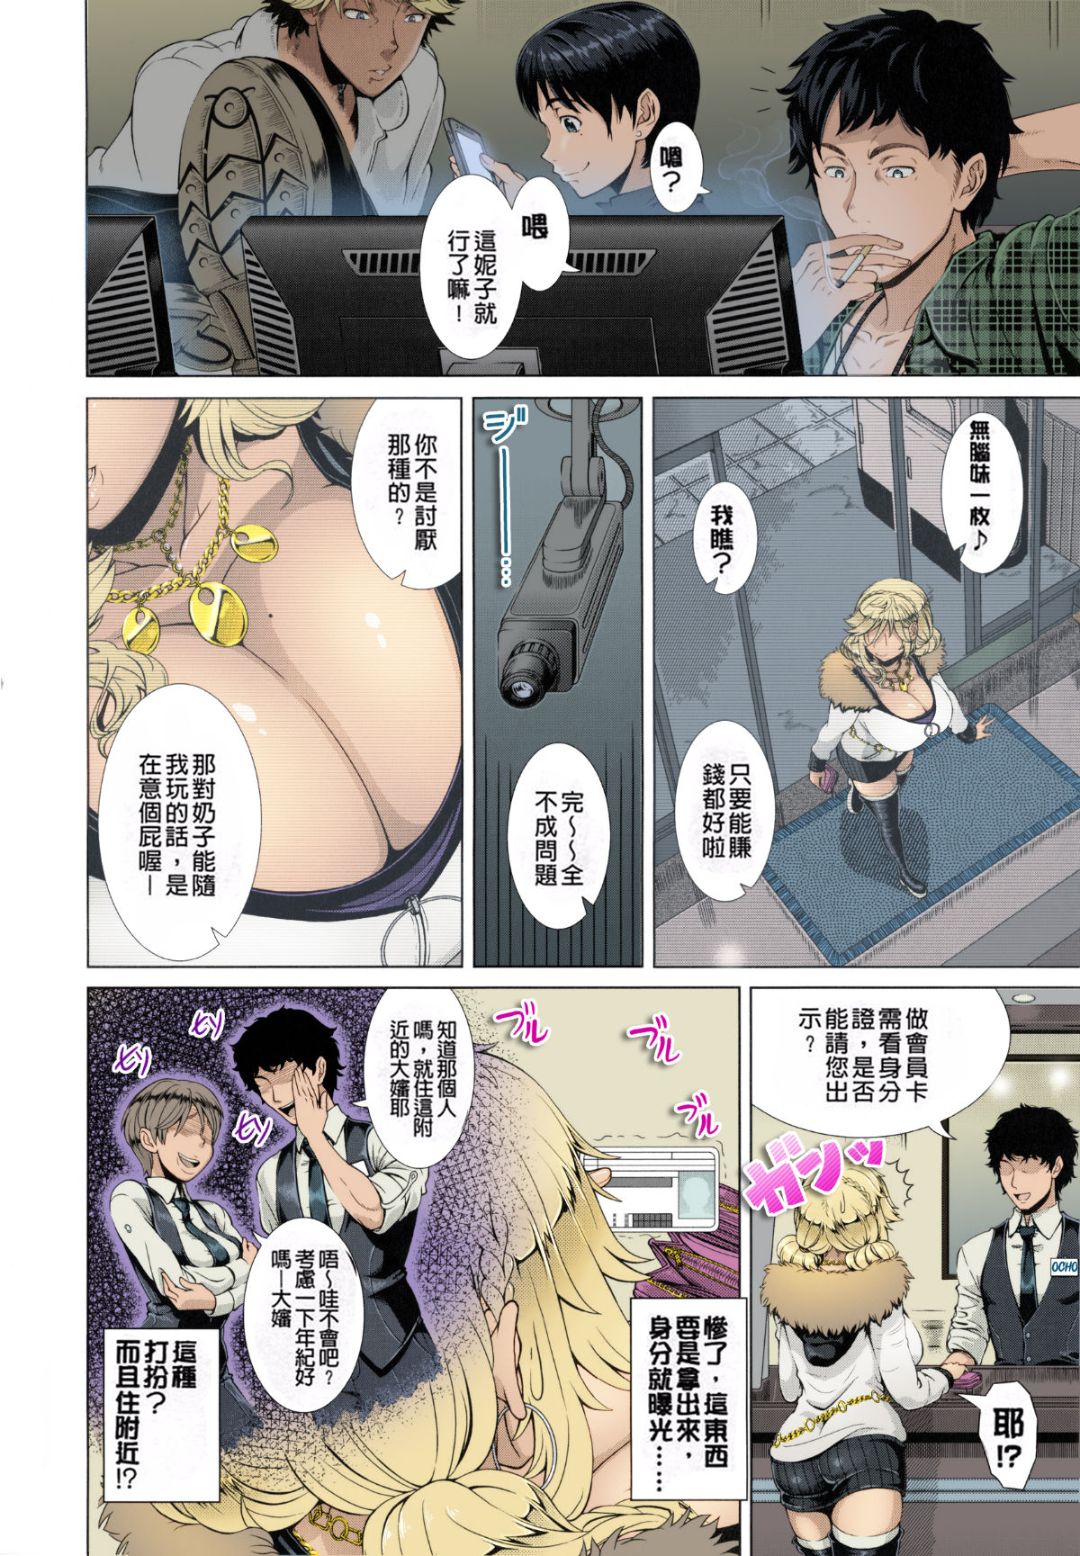 嗯？
喂
這妮子就
行了嘛！
無腦妹一枚♪
我瞧？
只要能賺
錢都好啦
ジ――…
完～～全
不成問題
你不是討厭
那種的？
那對奶子能隨
我玩的話，是
在意個屁喔—
做會員卡
需看身分
證，是否
能請您出
示？
ガンッ
OCHO
耶!?
ブル
ブル
ブル
慘了，這東西
要是拿出來，
身分就曝光……
知道那個人
嗎，就住這附
近的大嬸耶
ヒソ
ヒソ
ヒソ
唔～哇不會吧？
考慮一下年紀好
嗎—大嬸
這種
打扮？
而且住附近!?